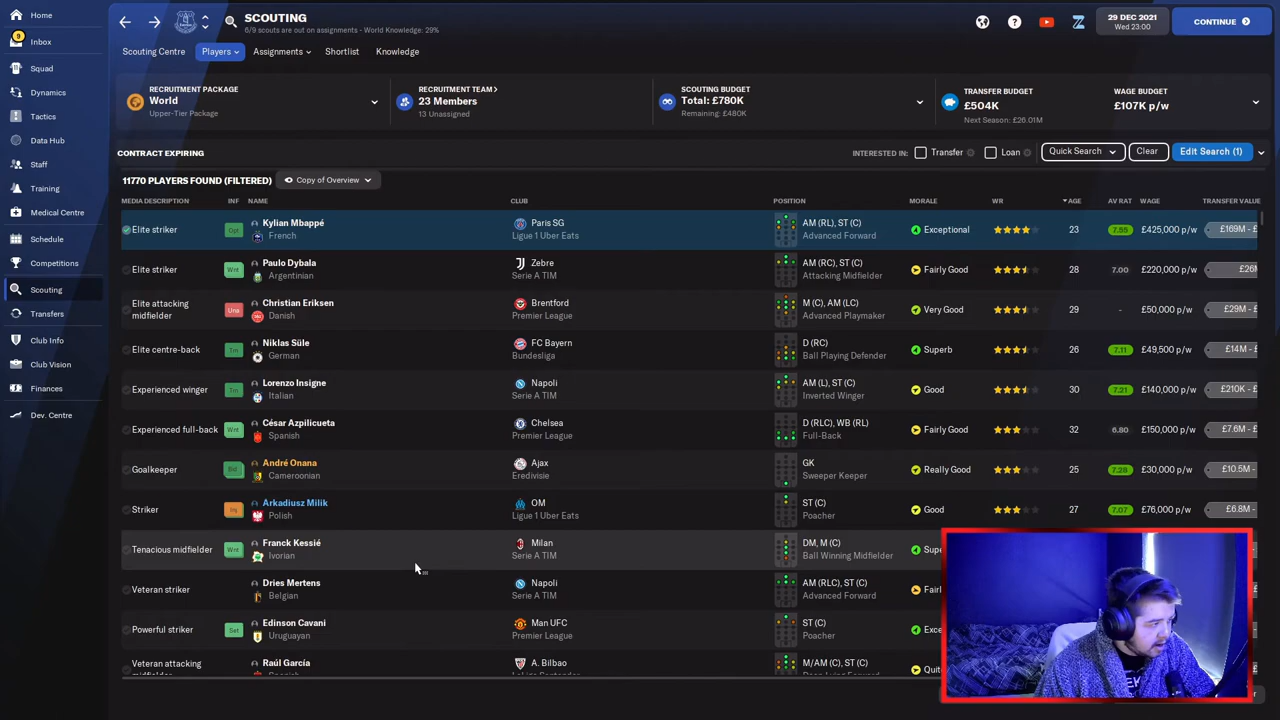 Home
9
Inbox
Squad
Dynamics
Tactics
Data Hub
Staff
Training
Medical Centre
Schedule
Competitions
Scouting
Transfers
Club Info
Club Vision
Finances
Dev. Centre
SCOUTING
6/9 scouts are out on assignments - World Knowledge: 29%
29 DEC 2021
Wed 23:00
CONTINUE
Scouting Centre
Players
Assignments
Shortlist
Knowledge
RECRUITMENT PACKAGE
World
Upper-Tier Package
RECRUITMENT TEAM >
23 Members
13 Unassigned
SCOUTING BUDGET
Total: £780K
Remaining: £480K
TRANSFER BUDGET
£504K
Next Season: £26.01M
WAGE BUDGET
£107K p/w
CONTRACT EXPIRING
INTERESTED IN: Transfer Loan
Quick Search
Clear
Edit Search (1)
11770 PLAYERS FOUND (FILTERED)
Copy of Overview
MEDIA DESCRIPTION INF NAME CLUB POSITION MORALE WR AGE AV RAT WAGE TRANSFER VALUE
Elite striker Kylian Mbappé Paris SG AM (RL), ST (C) Exceptional 23 7.55 £425,000 p/w £169M -
French Ligue 1 Uber Eats Advanced Forward
Elite striker Wnt Paulo Dybala Zebre AM (RC), ST (C) Fairly Good 28 7.00 £220,000 p/w £26M
Argentinian Serie A TIM Attacking Midfielder
Elite attacking midfielder Una Christian Eriksen Brentford M (C), AM (LC) Very Good 29 - £50,000 p/w £29M -
Danish Premier League Advanced Playmaker
Elite centre-back Trn Niklas Süle FC Bayern D (RC) Superb 26 7.11 £49,500 p/w £14M -
German Bundesliga Ball Playing Defender
Experienced winger Trn Lorenzo Insigne Napoli AM (L), ST (C) Good 30 7.21 £140,000 p/w £210K -
Italian Serie A TIM Inverted Winger
Experienced full-back Wnt César Azpilicueta Chelsea D (RLC), WB (RL) Fairly Good 32 6.80 £150,000 p/w £7.6M -
Spanish Premier League Full-Back
Goalkeeper Bid André Onana Ajax GK Really Good 25 7.28 £30,000 p/w £10.5M
Cameroonian Eredivisie Sweeper Keeper
Striker Arkadiusz Milik OM ST (C) Good 27 7.07 £76,000 p/w £6.8M -
Polish Ligue 1 Uber Eats Poacher
Tenacious midfielder Wnt Franck Kessié Milan DM, M (C)
Ivorian Serie A TIM Ball Winning Midfielder
Veteran striker Dries Mertens Napoli AM (RLC), ST (C)
Belgian Serie A TIM Advanced Forward
Powerful striker Set Edinson Cavani Man UFC ST (C)
Uruguayan Premier League Poacher
Veteran attacking Raúl García A. Bilbao M/AM (C), ST (C)